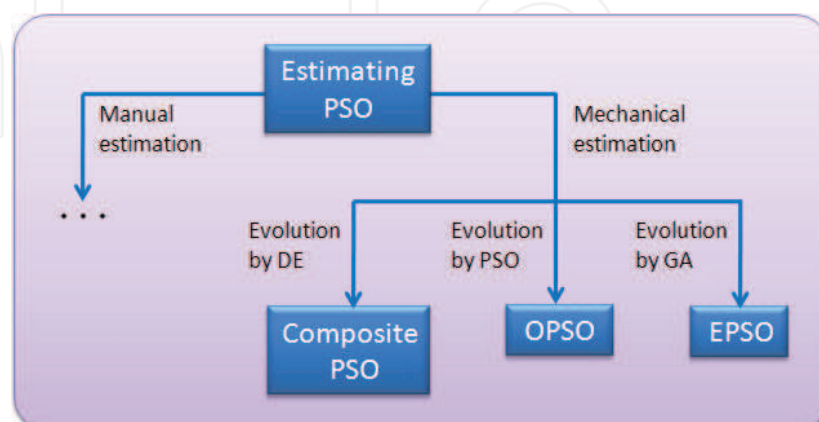 Estimating
PSO
Manual
estimation
Mechanical
estimation
. . .
Evolution
by DE
Evolution
by PSO
Evolution
by GA
Composite
PSO
OPSO
EPSO